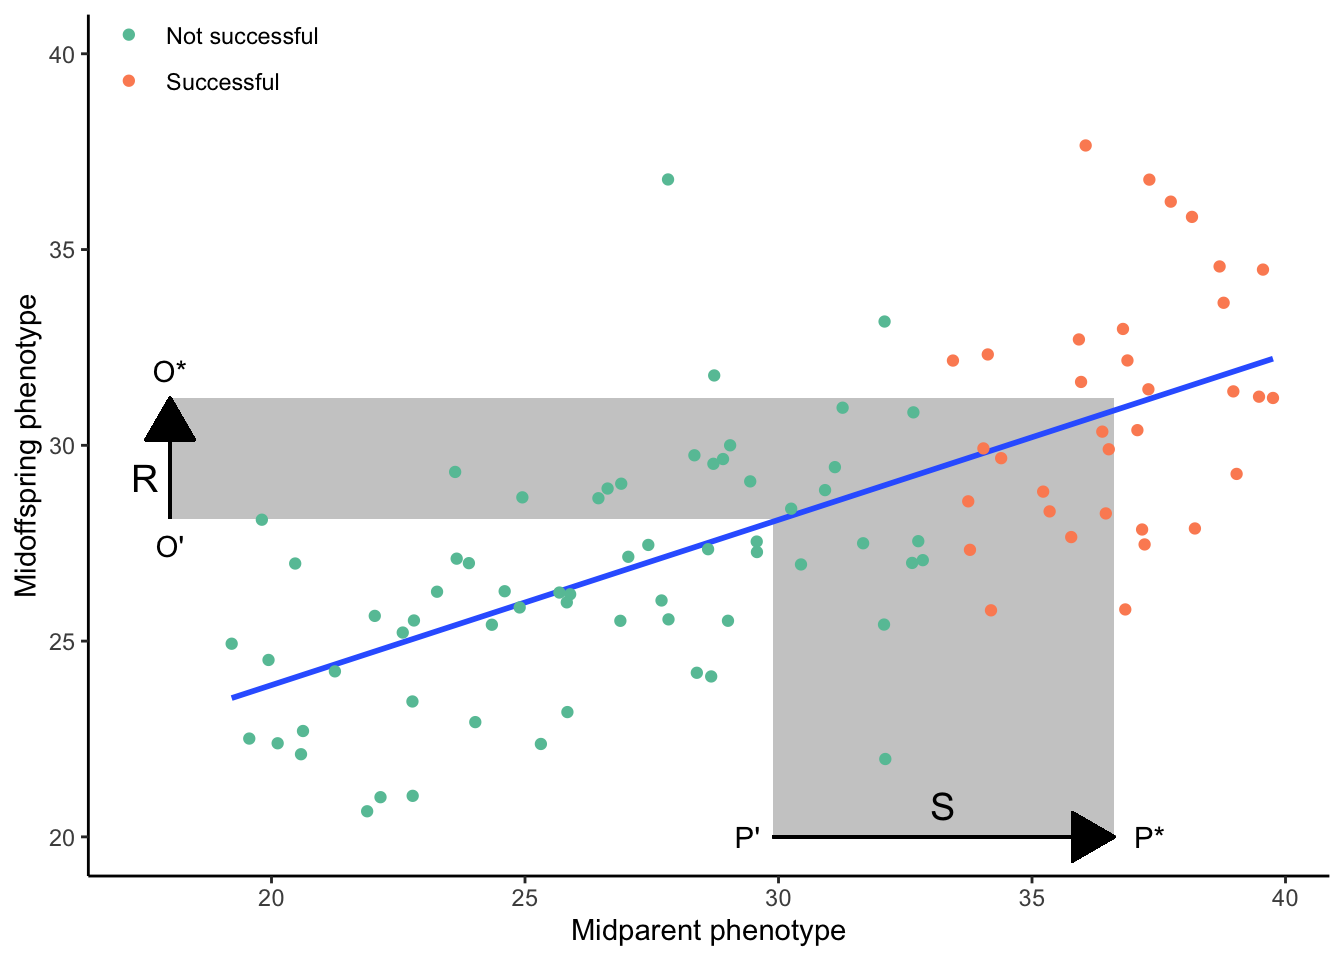 Not successful
Successful
40
35
30
25
20
Midoffspring phenotype
O*
R
O'
S
P'
P*
20
25
30
35
40
Midparent phenotype